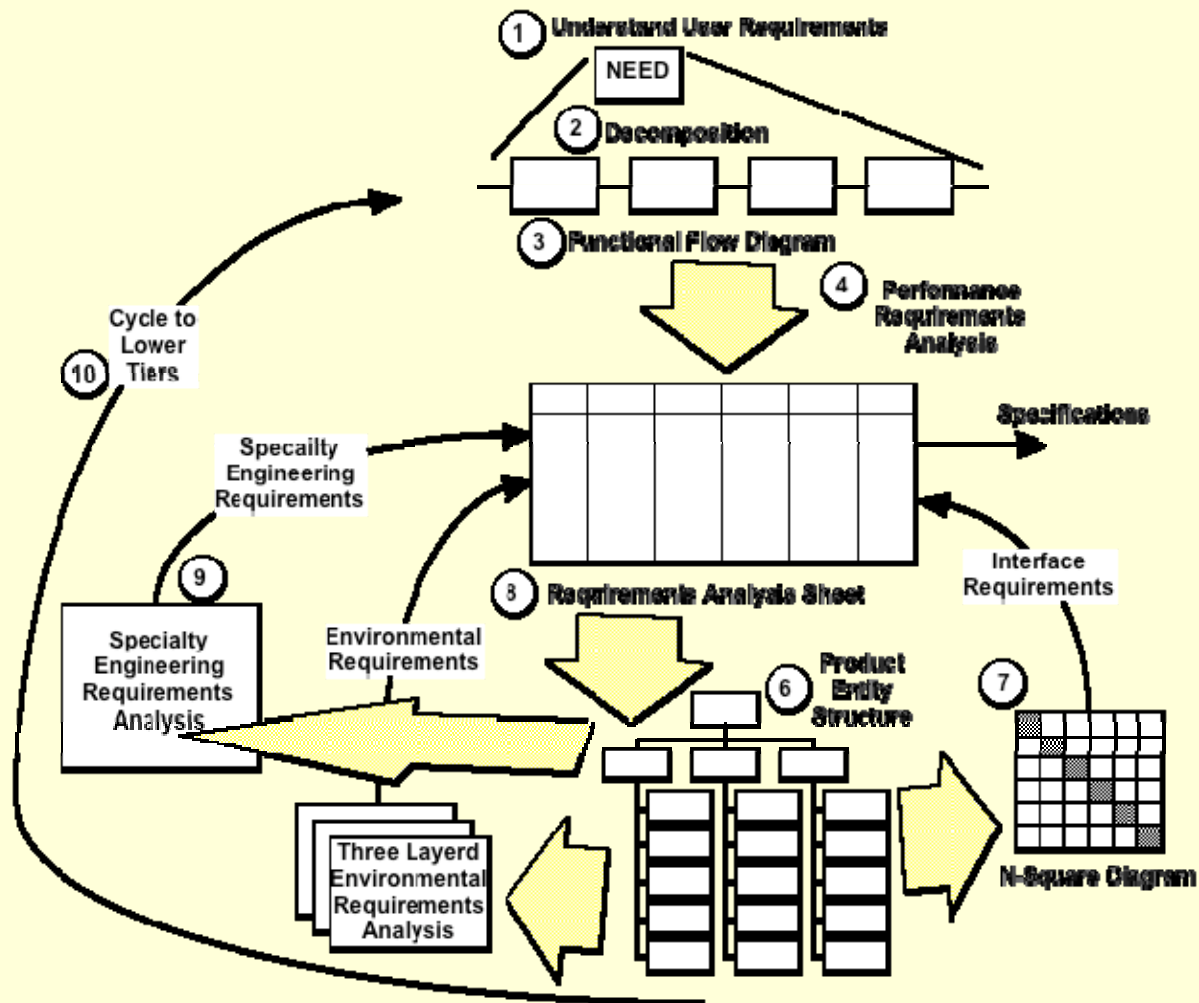 1 Understand User Requirements
NEED
2 Decomposition
3 Functional Flow Diagram
4 Performance
Requirements
Analysis
Cycle to
Lower
Tiers
10
Specifications
Specailty
Engineering
Requirements
Interface
Requirements
9
8 Requirements Analysis Sheet
Environmental
Requirements
Specialty
Engineering
Requirements
Analysis
6 Product
Entity
Structure
7
Three Layerd
Environmental
Requirements
Analysis
N-Square Diagram